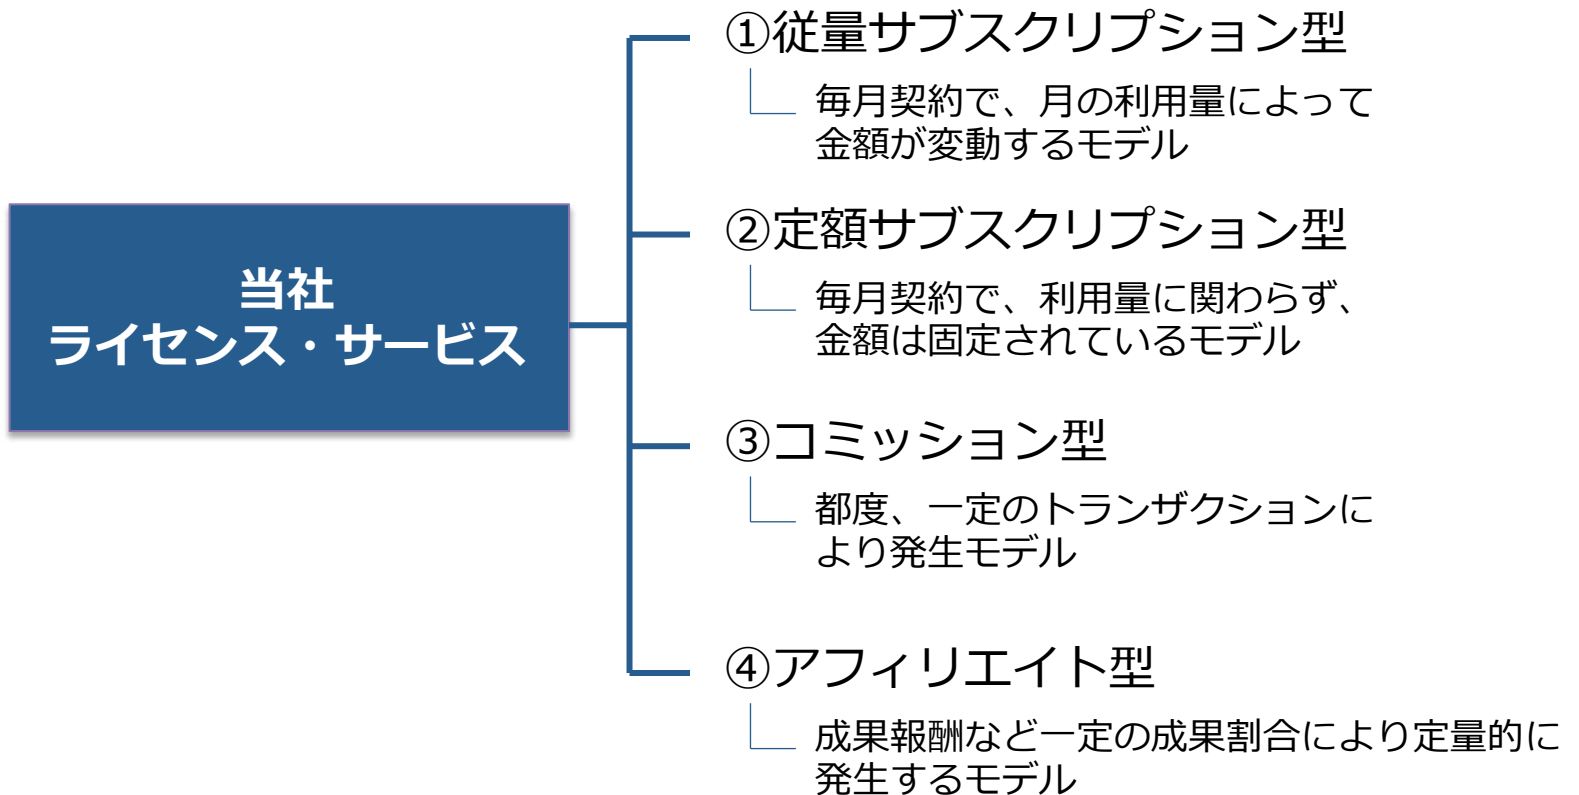 当社
ライセンス・サービス
①従量サブスクリプション型
毎月契約で、月の利用量によって
金額が変動するモデル
②定額サブスクリプション型
毎月契約で、利用量に関わらず、
金額は固定されているモデル
③コミッション型
都度、一定のトランザクションに
より発生モデル
④アフィリエイト型
成果報酬など一定の成果割合により定量的に
発生するモデル